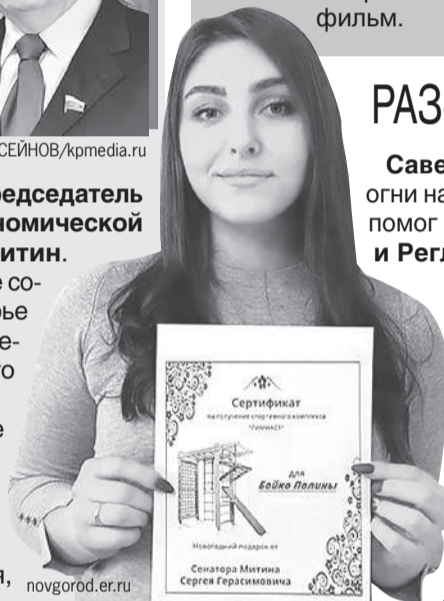 фильм.
СЕЙНОВ/kpmedia.ru
редседатель
номической
итин.
е со-
рье
е-
то
е
я,
novgorod.er.ru
РАЗ
Саве
огни на
помог
и Регл
Сертификат
на получение спортивного комплекса
для
Бойко Полины
Новогодний подарок от
Сенатора Митина
Сергея Герасимовича